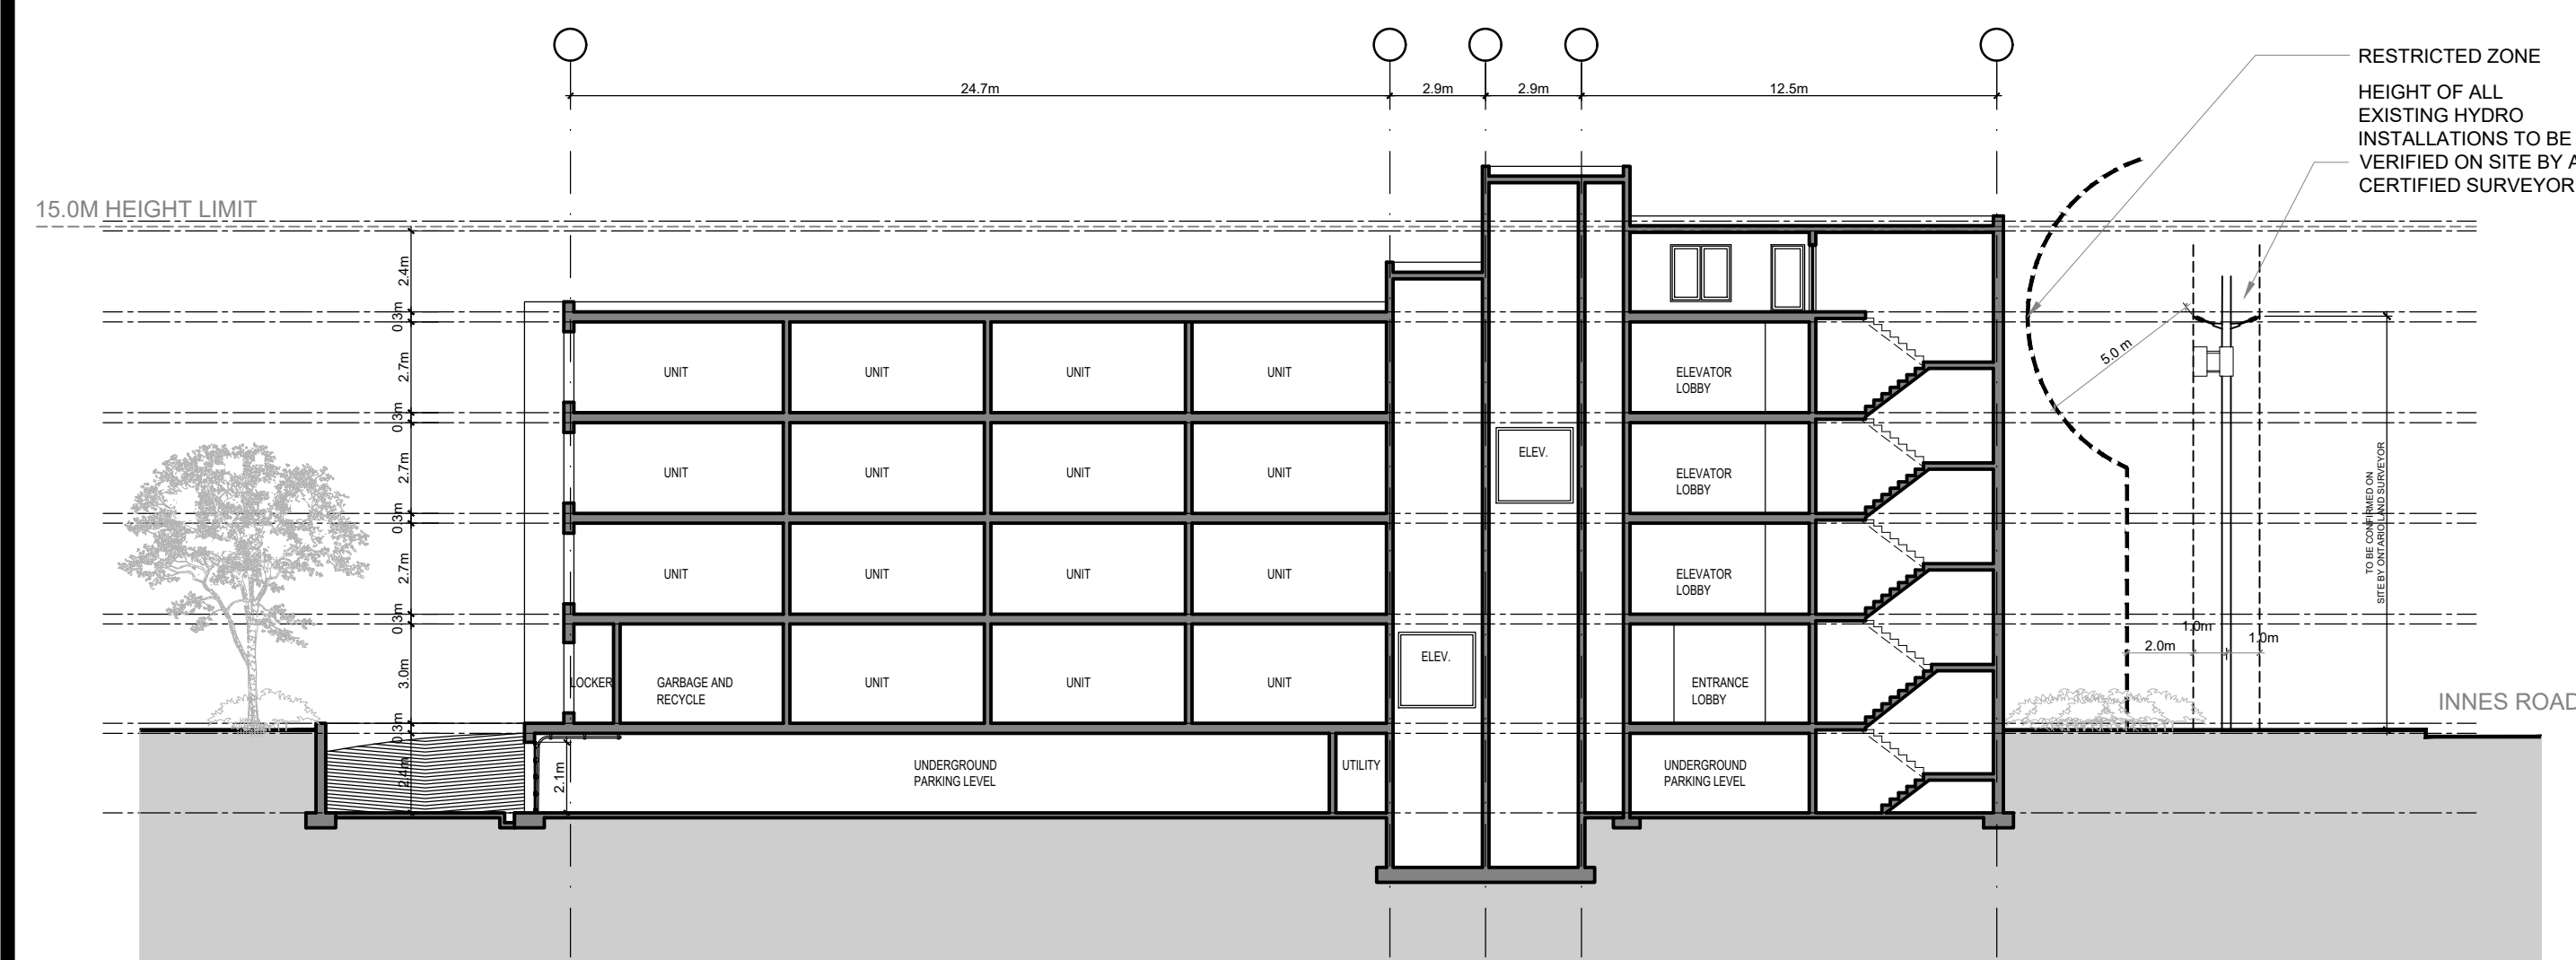 24.7m
2.9m
2.9m
12.5m
RESTRICTED ZONE
HEIGHT OF ALL
EXISTING HYDRO
INSTALLATIONS TO BE
VERIFIED ON SITE BY A
CERTIFIED SURVEYOR
15.0M HEIGHT LIMIT
2.4m
0.3m
2.7m
0.3m
2.7m
0.3m
2.7m
0.3m
3.0m
0.3m
2.4m
2.1m
UNIT
UNIT
UNIT
UNIT
ELEVATOR
LOBBY
5.0 m
UNIT
UNIT
UNIT
UNIT
ELEV.
ELEVATOR
LOBBY
UNIT
UNIT
UNIT
UNIT
ELEVATOR
LOBBY
TO BE CONFIRMED ON
SITE BY ONTARIO LAND SURVEYOR
LOCKER
GARBAGE AND
RECYCLE
UNIT
UNIT
UNIT
ELEV.
ENTRANCE
LOBBY
2.0m
1.0m
1.0m
INNES ROAD
UNDERGROUND
PARKING LEVEL
UTILITY
UNDERGROUND
PARKING LEVEL